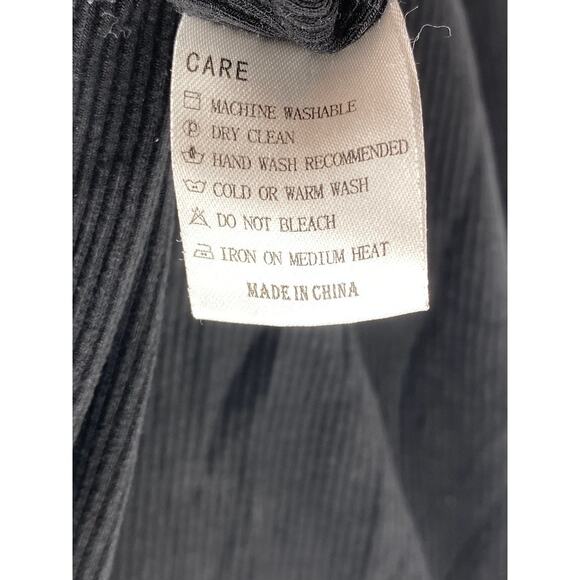 CARE
MACHINE WASHABLE
DRY CLEAN
HAND WASH RECOMMENDED
COLD OR WARM WASH
DO NOT BLEACH
IRON ON MEDIUM HEAT
MADE IN CHINA